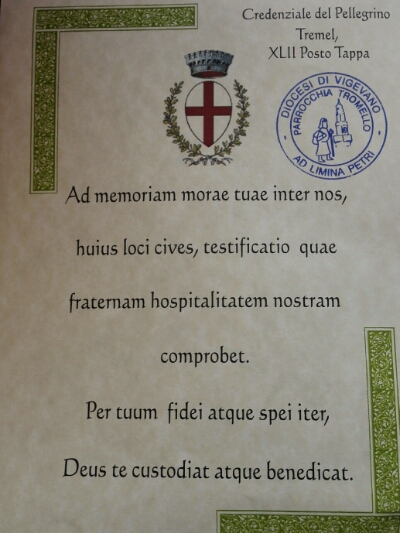 Credenziale del Pellegrino
Tremel,
XLII Posto Tappa
DIOCESI DI VIGEVANO
PARROCCHIA TROMELLO
AD LIMINA PETRI
Ad memoriam morae tuae inter nos,
huius loci cives, testificatio quae
fraternam hospitalitatem nostram
comprobet.
Per tuum fidei atque spei iter,
Deus te custodiat atque benedicat.